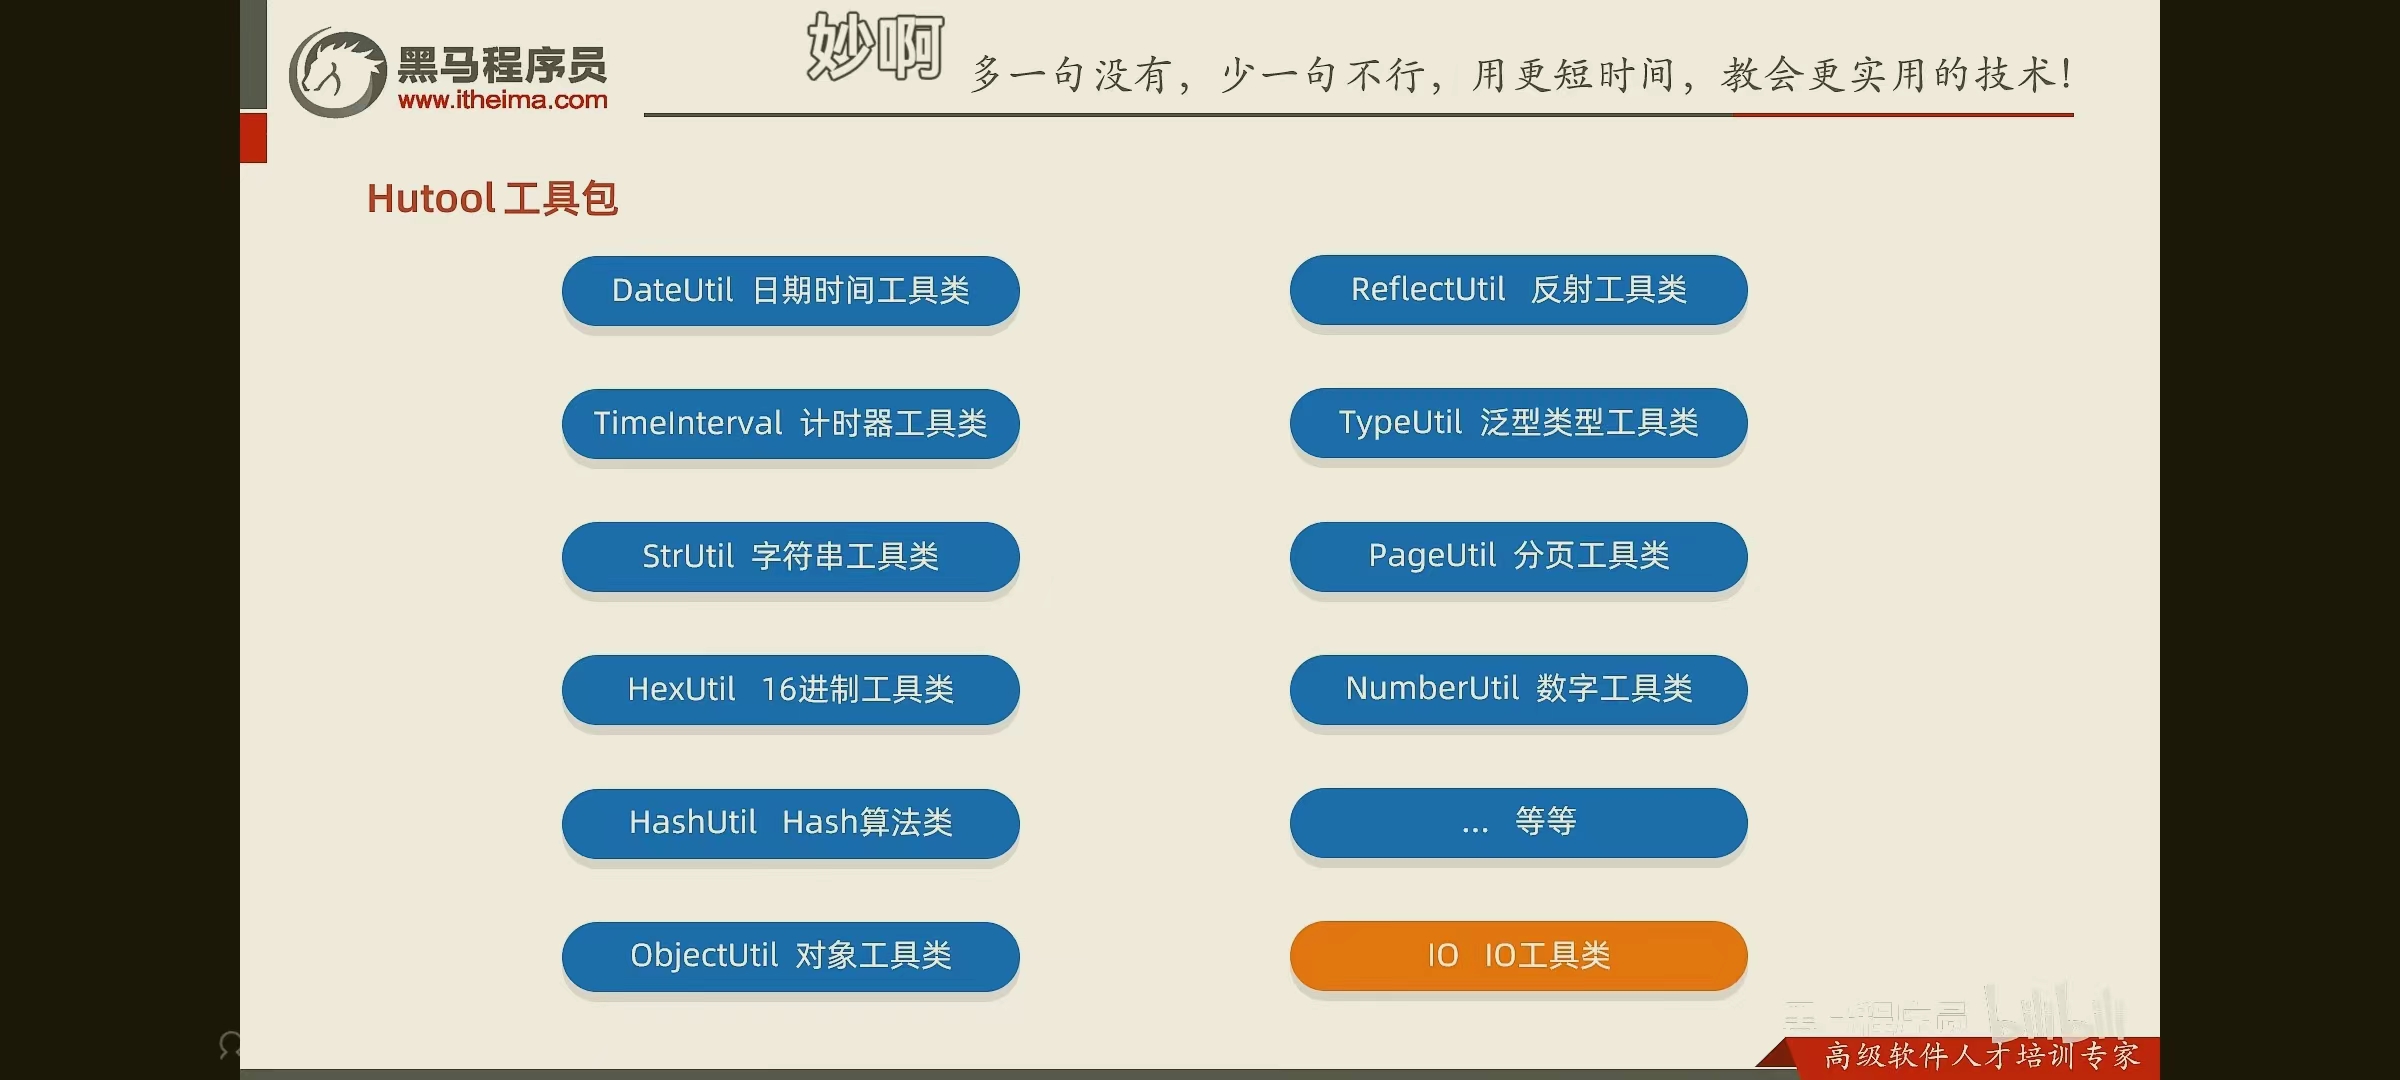 妙啊
黑马程序员
www.itheima.com
多一句没有，少一句不行，用更短时间，教会更实用的技术！
Hutool 工具包
DateUtil 日期时间工具类
ReflectUtil 反射工具类
TimeInterval 计时器工具类
TypeUtil 泛型类型工具类
StrUtil 字符串工具类
PageUtil 分页工具类
HexUtil 16进制工具类
NumberUtil 数字工具类
HashUtil Hash算法类
... 等等
ObjectUtil 对象工具类
IO IO工具类
bilibili
高级软件人才培训专家